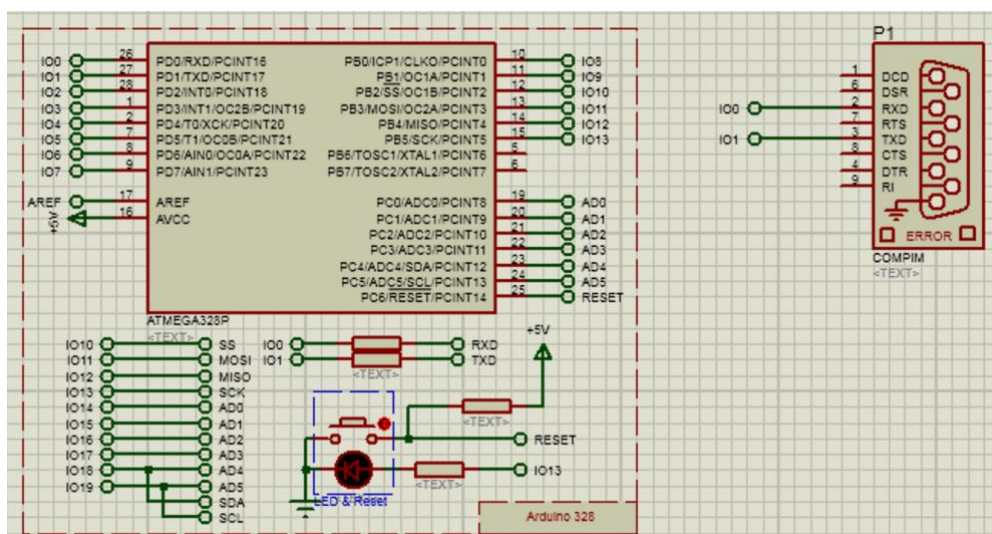 P1
IO0 26 PD0/RXD/PCINT16 PB0/ICP1/CLKO/PCINT0 10 IO8
IO1 27 PD1/TXD/PCINT17 PB1/OC1A/PCINT1 11 IO9
IO2 28 PD2/INT0/PCINT18 PB2/SS/OC1B/PCINT2 12 IO10
IO3 1 PD3/INT1/OC2B/PCINT19 PB3/MOSI/OC2A/PCINT3 13 IO11
IO4 2 PD4/T0/XCK/PCINT20 PB4/MISO/PCINT4 14 IO12
IO5 7 PD5/T1/OC0B/PCINT21 PB5/SCK/PCINT5 15 IO13
IO6 8 PD6/AIN0/OC0A/PCINT22 PB6/TOSC1/XTAL1/PCINT6 5
IO7 9 PD7/AIN1/PCINT23 PB7/TOSC2/XTAL2/PCINT7 6
AREF 17 AREF PC0/ADC0/PCINT8 19 AD0
+5V 16 AVCC PC1/ADC1/PCINT9 20 AD1
PC2/ADC2/PCINT10 21 AD2
PC3/ADC3/PCINT11 22 AD3
PC4/ADC4/SDA/PCINT12 23 AD4
PC5/ADC5/SCL/PCINT13 24 AD5
PC6/RESET/PCINT14 25 RESET
ATMEGA328P
<TEXT>
1 DCD
6 DSR
IO0 2 RXD
7 RTS
IO1 3 TXD
8 CTS
4 DTR
9 RI
ERROR
COMPIM
<TEXT>
IO10 SS
IO11 MOSI
IO12 MISO
IO13 SCK
IO14 AD0
IO15 AD1
IO16 AD2
IO17 AD3
IO18 AD4
IO19 AD5
SDA
SCL
IO0 RXD
IO1 TXD
<TEXT>
+5V
<TEXT>
RESET
IO13
<TEXT>
LED & Reset
Arduino 328